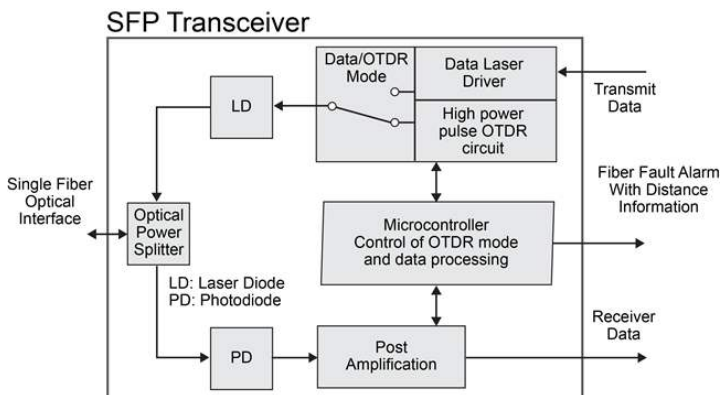 SFP Transceiver
Data/OTDR
Mode
Data Laser
Driver
Transmit
Data
LD
High power
pulse OTDR
circuit
Single Fiber
Optical
Interface
Fiber Fault Alarm
With Distance
Information
Optical
Power
Splitter
Microcontroller
Control of OTDR mode
and data processing
LD: Laser Diode
PD: Photodiode
Receiver
Data
PD
Post
Amplification